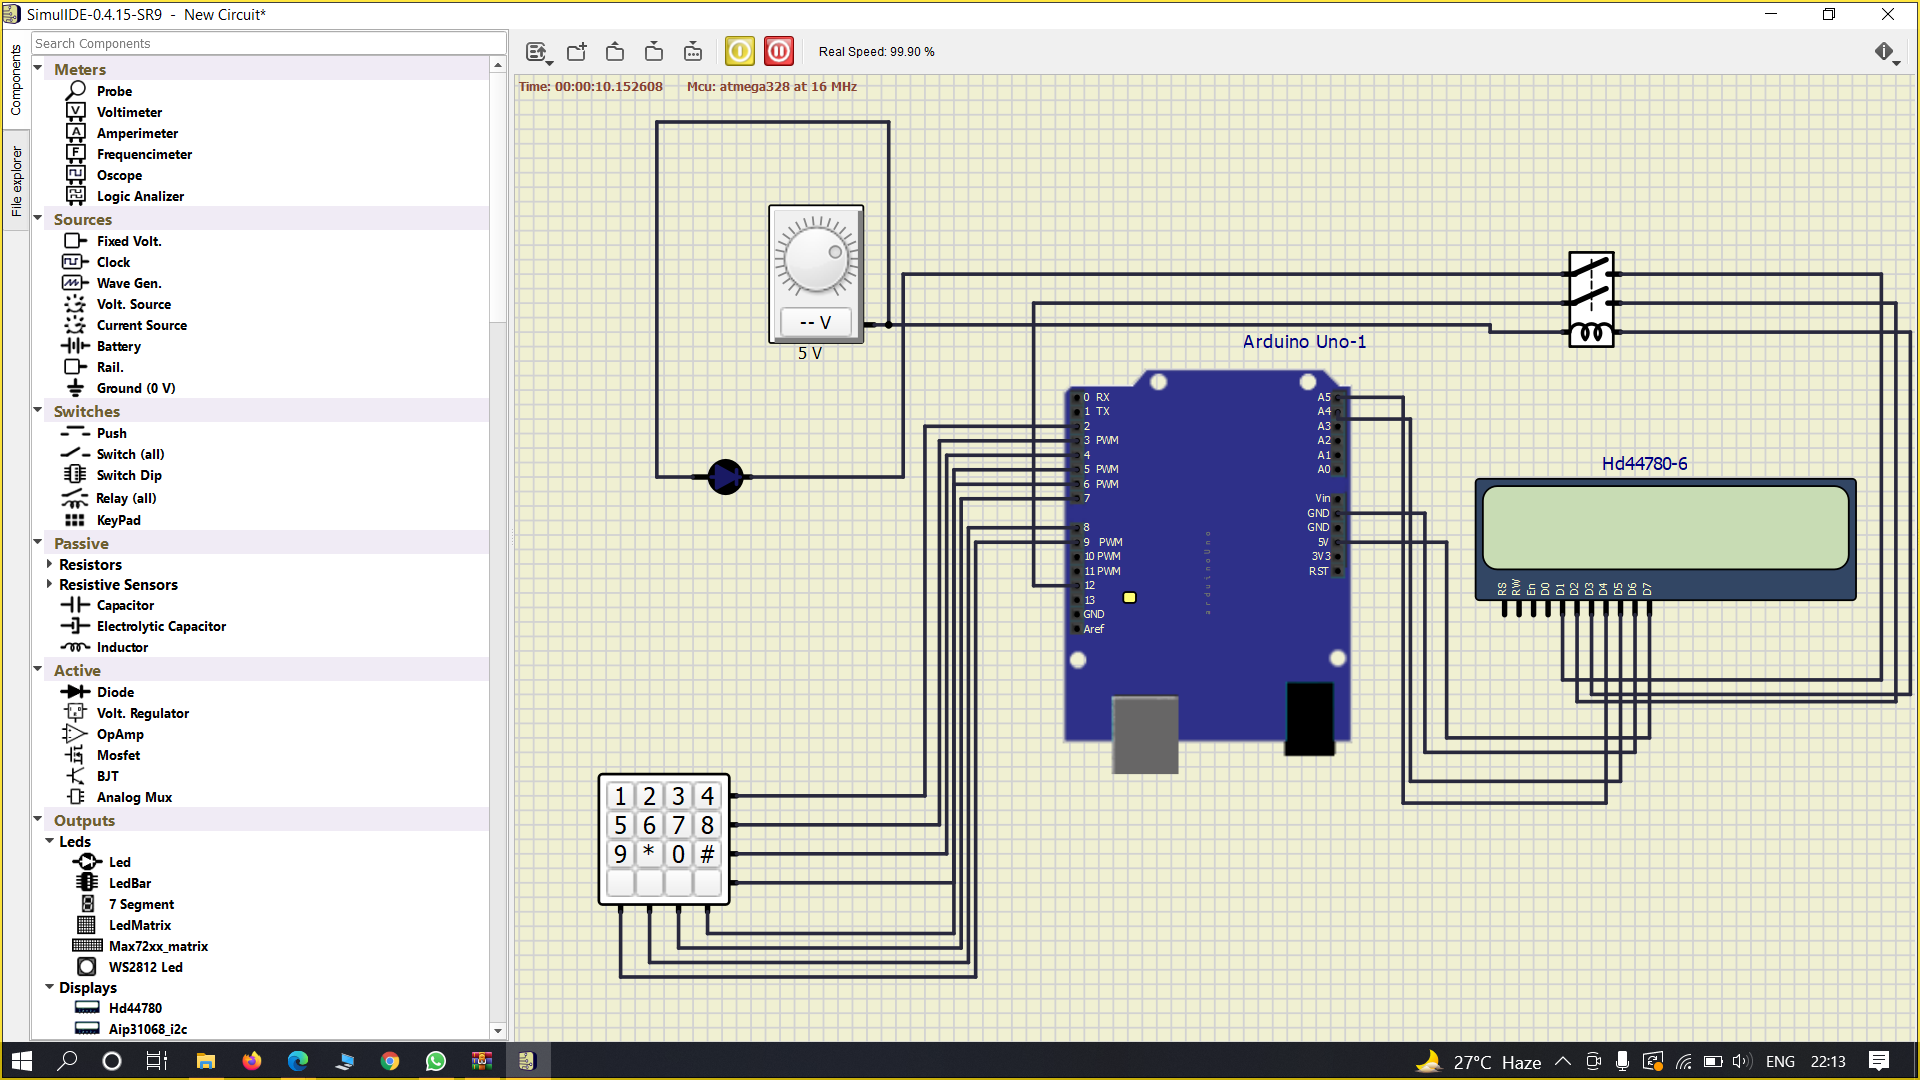 SimulIDE-0.4.15-SR9 - New Circuit*
Components
File explorer
Search Components
Meters
Probe
Voltimeter
Amperimeter
Frequencimeter
Oscope
Logic Analizer
Sources
Fixed Volt.
Clock
Wave Gen.
Volt. Source
Current Source
Battery
Rail.
Ground (0 V)
Switches
Push
Switch (all)
Switch Dip
Relay (all)
KeyPad
Passive
Resistors
Resistive Sensors
Capacitor
Electrolytic Capacitor
Inductor
Active
Diode
Volt. Regulator
OpAmp
Mosfet
BJT
Analog Mux
Outputs
Leds
Led
LedBar
7 Segment
LedMatrix
Max72xx_matrix
WS2812 Led
Displays
Hd44780
Aip31068_i2c
Real Speed: 99.90 %
Time: 00:00:10.152608 Mcu: atmega328 at 16 MHz
-- V
5 V
Arduino Uno-1
0 RX
1 TX
2
3 PWM
4
5 PWM
6 PWM
7
8
9 PWM
10 PWM
11 PWM
12
13
GND
Aref
A5
A4
A3
A2
A1
A0
Vin
GND
GND
5V
3V3
RST
arduinoUno
Hd44780-6
RS RW En D0 D1 D2 D3 D4 D5 D6 D7
1 2 3 4
5 6 7 8
9 * 0 #
27°C Haze ENG 22:13